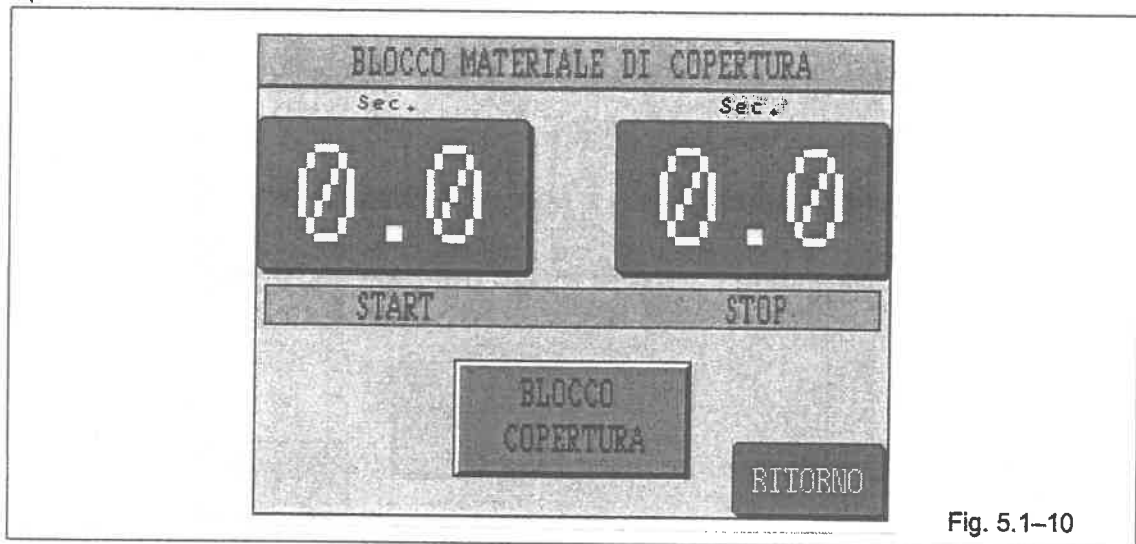 BLOCCO MATERIALE DI COPERTURA
Sec. Sec.
0.0 0.0
START STOP
BLOCCO
COPERTURA
RITORNO
Fig. 5.1–10